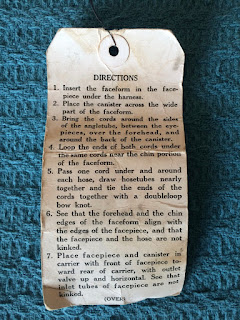 DIRECTIONS
1. Insert the faceform in the face-
piece under the harness.
2. Place the canister across the wide
part of the faceform.
3. Bring the cords around the sides
of the angletube, between the eye-
pieces, over the forehead, and
around the back of the canister.
4. Loop the ends of both cords under
the same cords near the chin portion
of the faceform.
5. Pass one cord under and around
each hose, draw hosetubes nearly
together and tie the ends of the
cords together with a doubleloop
bow knot.
6. See that the forehead and the chin
edges of the faceform align with
the edges of the facepiece, and that
the facepiece and the hose are not
kinked.
7. Place facepiece and canister in
carrier with front of facepiece to-
ward rear of carrier, with outlet
valve up and horizontal. See that
inlet tubes of facepiece are not
kinked.
(OVER)